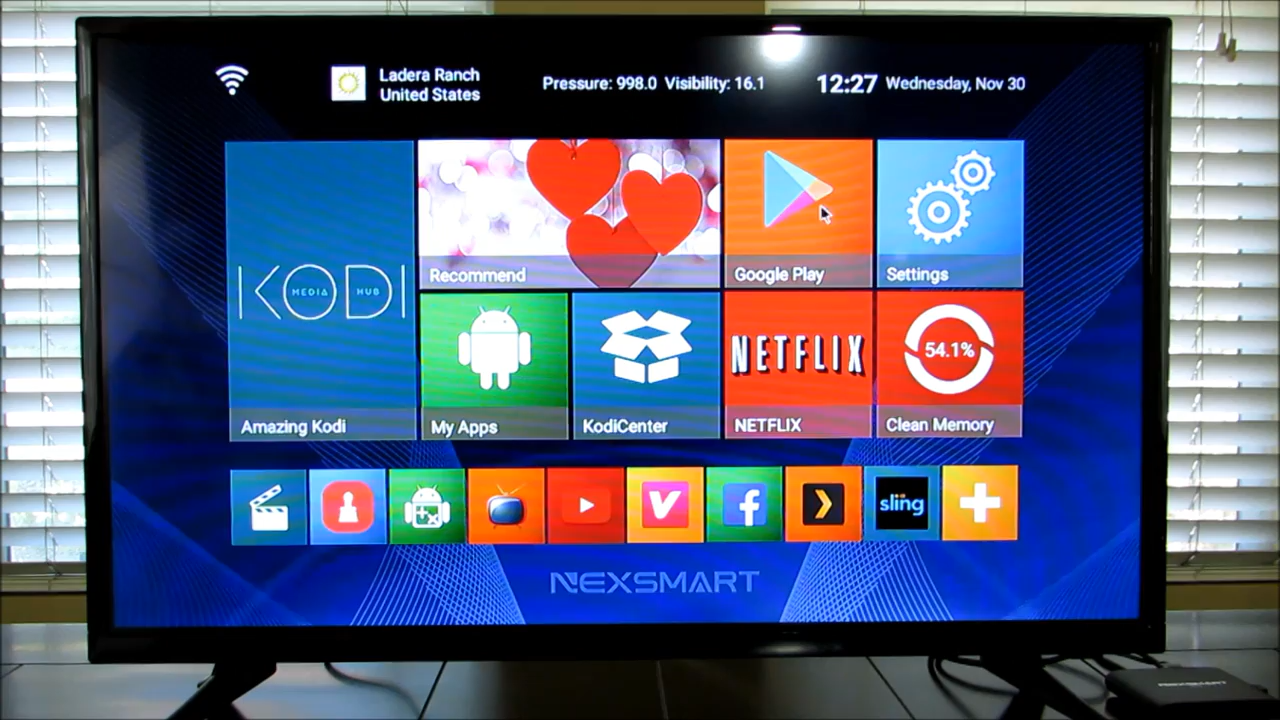 Ladera Ranch
United States
Pressure: 998.0 Visibility: 16.1
12:27 Wednesday, Nov 30
KODI
MEDIA HUB
Amazing Kodi
Recommend
Google Play
Settings
My Apps
KodiCenter
NETFLIX
NETFLIX
54.1%
Clean Memory
sling
NEXSMART
NEXSMART